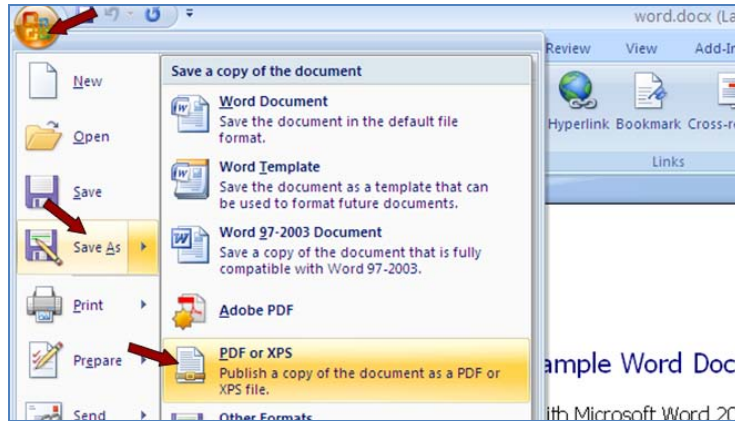 word.docx (La
Review View Add-In
New
Open
Save
Save As
Print
Prepare
Send
Save a copy of the document
Word Document
Save the document in the default file
format.
Word Template
Save the document as a template that can
be used to format future documents.
Word 97-2003 Document
Save a copy of the document that is fully
compatible with Word 97-2003.
Adobe PDF
PDF or XPS
Publish a copy of the document as a PDF or
XPS file.
Other Formats
Hyperlink Bookmark Cross-r
Links
ample Word Doc
ith Microsoft Word 20